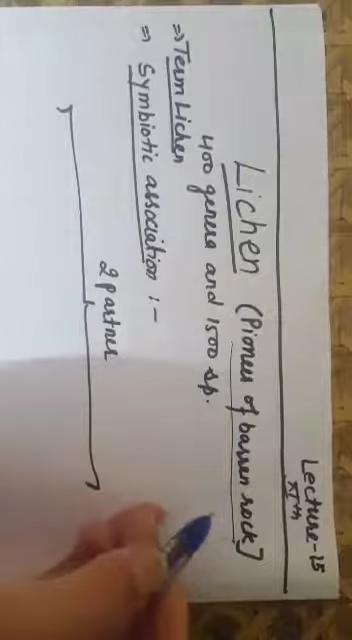 Lecture-15
XIth
Lichen (Pioneer of barren rock)
400 genera and 1500 sp.
⇒ Term Lichen
⇒ Symbiotic association :-
2 partner